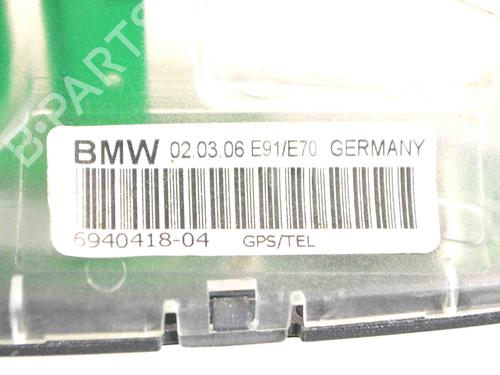 B-PARTS
BMW 02.03.06 E91/E70 GERMANY
6940418-04 GPS/TEL